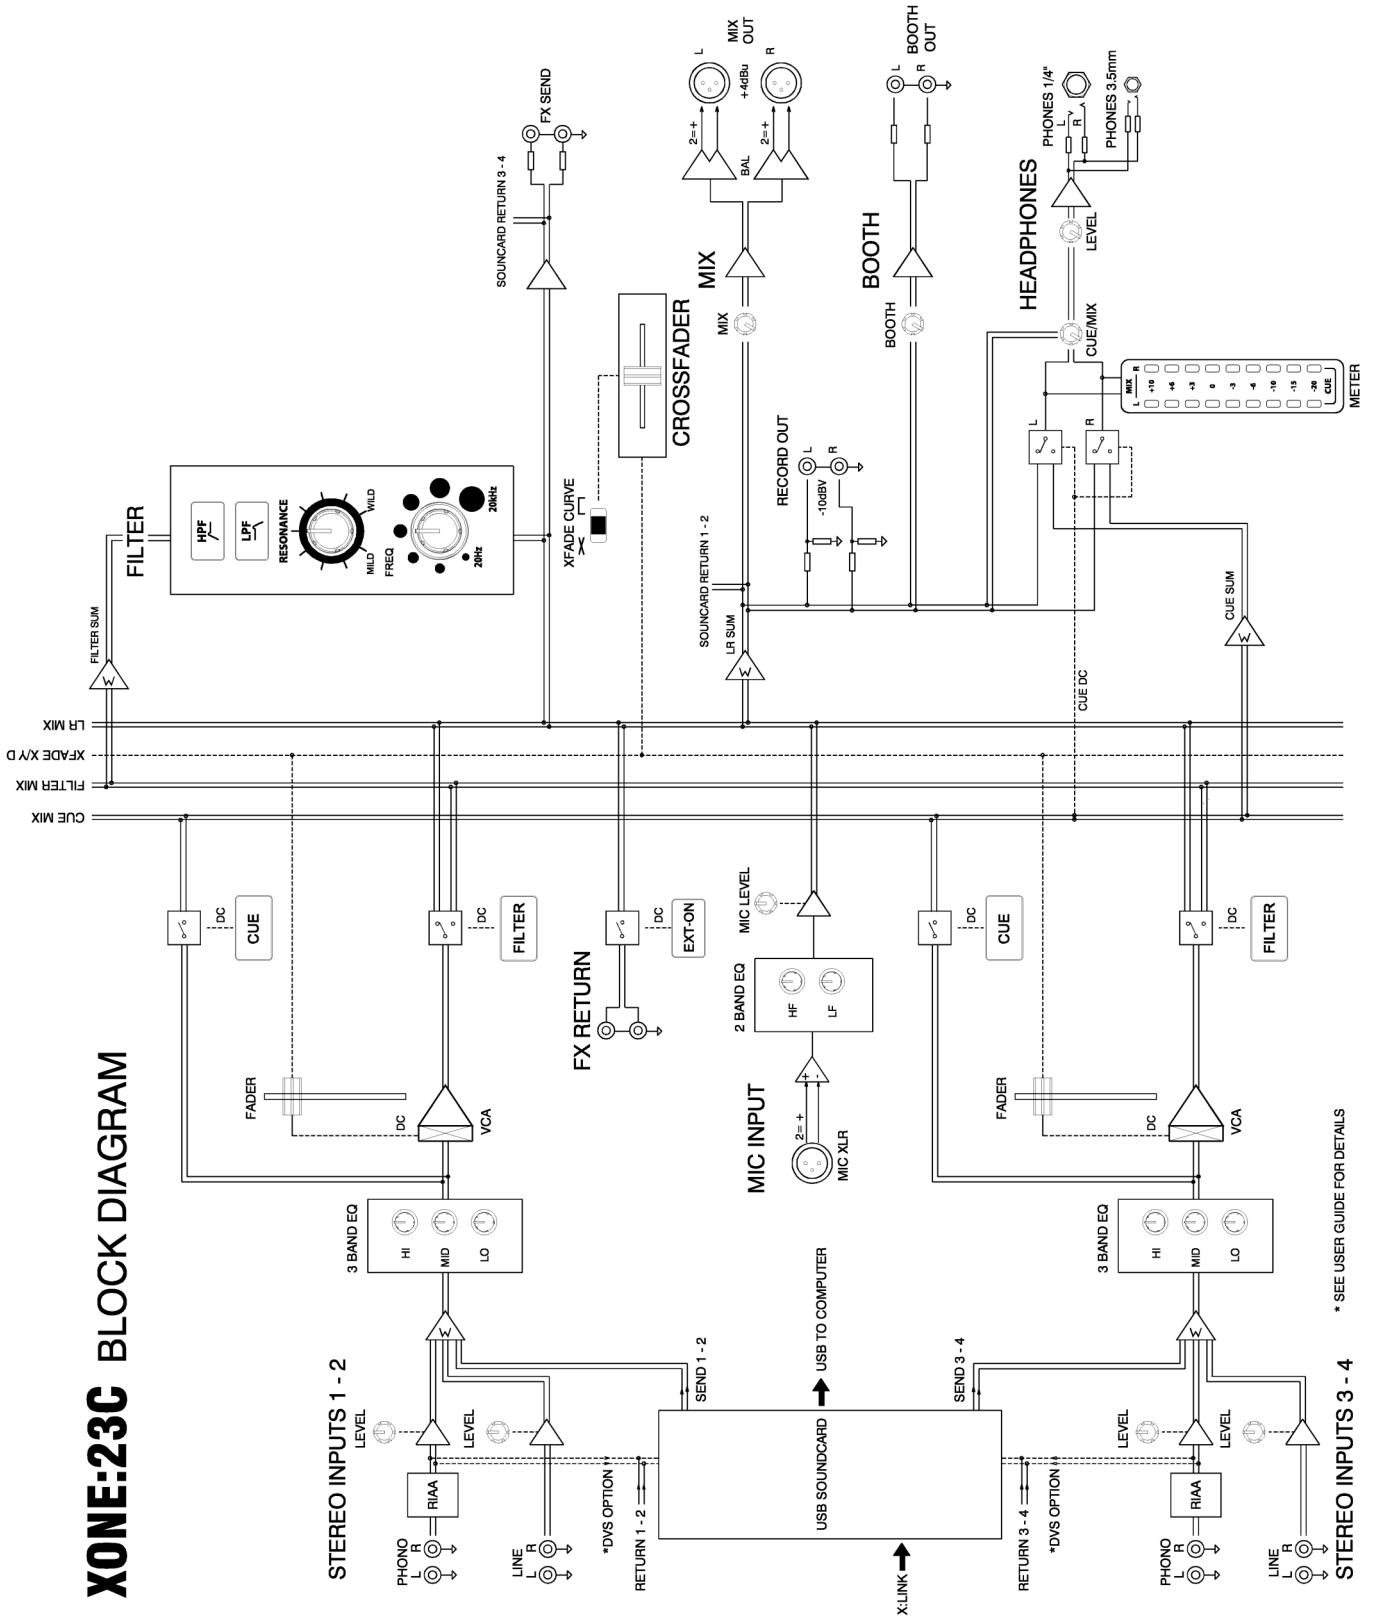 XONE:23C BLOCK DIAGRAM
STEREO INPUTS 1 - 2
PHONO
L R
RIAA
LEVEL
LINE
L R
LEVEL
*DVS OPTION
RETURN 1 - 2
SEND 1 - 2
3 BAND EQ
HI
MID
LO
FADER
DC
VCA
DC
CUE
DC
FILTER
X:LINK
USB SOUNDCARD
USB TO COMPUTER
FX RETURN
DC
EXT-ON
MIC INPUT
MIC XLR
2= +
+
-
2 BAND EQ
HF
LF
MIC LEVEL
STEREO INPUTS 3 - 4
PHONO
L R
RIAA
LEVEL
LINE
L R
LEVEL
*DVS OPTION
RETURN 3 - 4
SEND 3 - 4
3 BAND EQ
HI
MID
LO
FADER
DC
VCA
DC
CUE
DC
FILTER
* SEE USER GUIDE FOR DETAILS
CUE MIX
FILTER MIX
XFADE X/Y D
LR MIX
FILTER SUM
FILTER
HPF
LPF
RESONANCE
MILD
WILD
FREQ
20Hz
20kHz
SOUNCARD RETURN 3 - 4
FX SEND
XFADE CURVE
CROSSFADER
LR SUM
SOUNCARD RETURN 1 - 2
RECORD OUT
-10dBV
L
R
MIX
MIX
BAL
2= +
2= +
+4dBu
L
R
MIX OUT
BOOTH
BOOTH
L
R
BOOTH OUT
CUE DC
CUE SUM
L
R
HEADPHONES
CUE/MIX
LEVEL
L
R
PHONES 1/4"
PHONES 3.5mm
L MIX R
+10
+6
+3
0
-3
-6
-10
-15
-20
CUE
METER